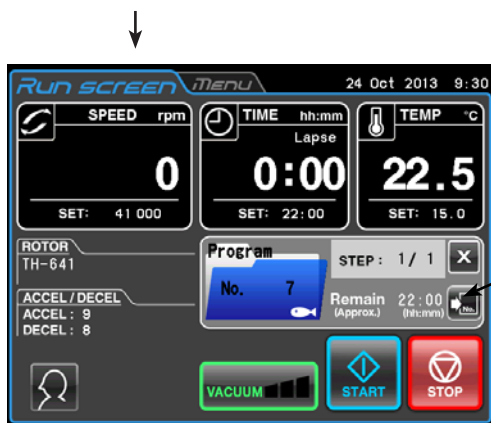 Run screen
Menu
24 Oct 2013 9:30
SPEED rpm
0
SET: 41 000
TIME hh:mm
Lapse
0:00
SET: 22:00
TEMP °C
22.5
SET: 15.0
ROTOR
TH-641
ACCEL/DECEL
ACCEL: 9
DECEL: 8
Program
No. 7
STEP: 1/ 1
X
Remain 22:00
(Approx.) (hh:mm)
No.
VACUUM
START
STOP